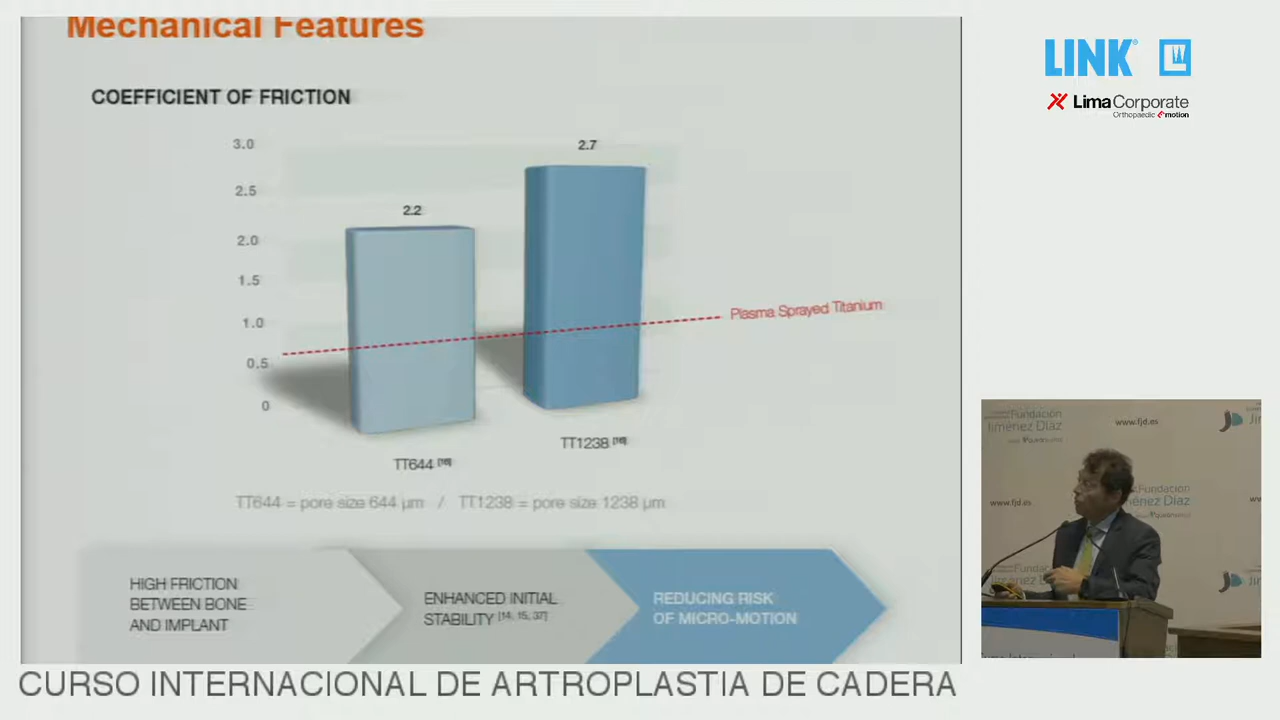 Mechanical Features
COEFFICIENT OF FRICTION
3.0
2.5
2.0
1.5
1.0
0.5
0
2.2
2.7
Plasma Sprayed Titanium
TT644 [16]
TT1238 [16]
TT644 = pore size 644 µm / TT1238 = pore size 1238 µm
HIGH FRICTION
BETWEEN BONE
AND IMPLANT
ENHANCED INITIAL
STABILITY [14, 15, 37]
REDUCING RISK
OF MICRO-MOTION
LINK®
LimaCorporate
Orthopaedic emotion
Fundación
Jiménez Díaz
www.fjd.es
www.fjd.es
Fundación
Jiménez Díaz
CURSO INTERNACIONAL DE ARTROPLASTIA DE CADERA